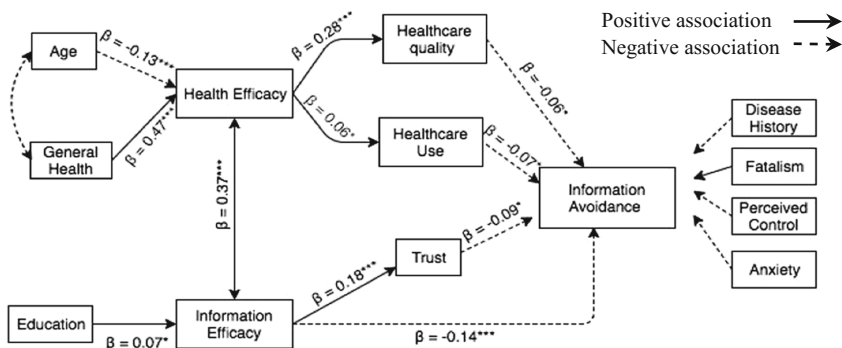 Positive association
Negative association
Age
β = -0.13***
General
Health
β = 0.47***
Health Efficacy
β = 0.28***
β = 0.06*
Healthcare
quality
β = -0.06*
Healthcare
Use
β = -0.07*
β = 0.37***
Information
Avoidance
Disease
History
Fatalism
Perceived
Control
Anxiety
Trust
β = -0.09*
β = 0.18***
Education
β = 0.07*
Information
Efficacy
β = -0.14***